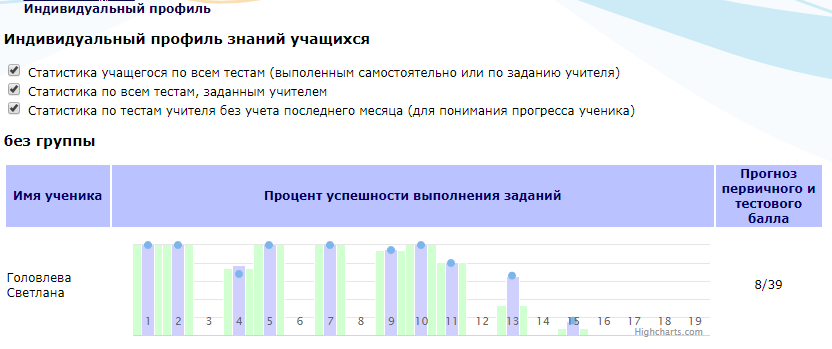 Индивидуальный профиль
Индивидуальный профиль знаний учащихся
Статистика учащегося по всем тестам (выполенным самостоятельно или по заданию учителя)
Статистика по всем тестам, заданным учителем
Статистика по тестам учителя без учета последнего месяца (для понимания прогресса ученика)
без группы
Имя ученика
Процент успешности выполнения заданий
Прогноз
первичного и
тестового
балла
Головлева
Светлана
1 2 3 4 5 6 7 8 9 10 11 12 13 14 15 16 17 18 19
Highcharts.com
8/39